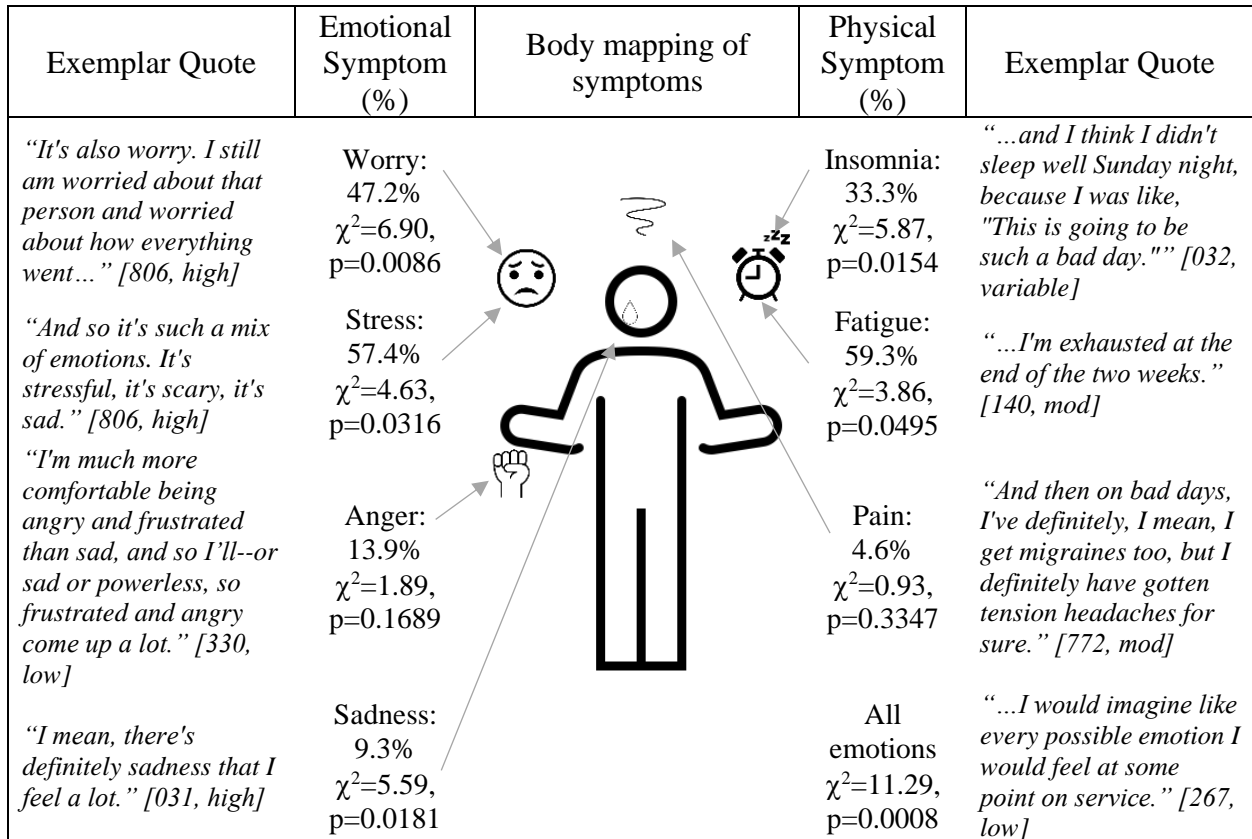 Exemplar Quote
Emotional
Symptom
(%)
Body mapping of
symptoms
Physical
Symptom
(%)
Exemplar Quote
“It's also worry. I still
am worried about that
person and worried
about how everything
went…” [806, high]
Worry:
47.2%
χ²=6.90,
p=0.0086
zzZZ
Insomnia:
33.3%
χ²=5.87,
p=0.0154
“…and I think I didn't
sleep well Sunday night,
because I was like,
"This is going to be
such a bad day."” [032,
variable]
“And so it's such a mix
of emotions. It's
stressful, it's scary, it's
sad.” [806, high]
Stress:
57.4%
χ²=4.63,
p=0.0316
Fatigue:
59.3%
χ²=3.86,
p=0.0495
“…I'm exhausted at the
end of the two weeks.”
[140, mod]
“I'm much more
comfortable being
angry and frustrated
than sad, and so I’ll--or
sad or powerless, so
frustrated and angry
come up a lot.” [330,
low]
Anger:
13.9%
χ²=1.89,
p=0.1689
Pain:
4.6%
χ²=0.93,
p=0.3347
“And then on bad days,
I've definitely, I mean, I
get migraines too, but I
definitely have gotten
tension headaches for
sure.” [772, mod]
“I mean, there's
definitely sadness that I
feel a lot.” [031, high]
Sadness:
9.3%
χ²=5.59,
p=0.0181
All
emotions
χ²=11.29,
p=0.0008
“…I would imagine like
every possible emotion I
would feel at some
point on service.” [267,
low]